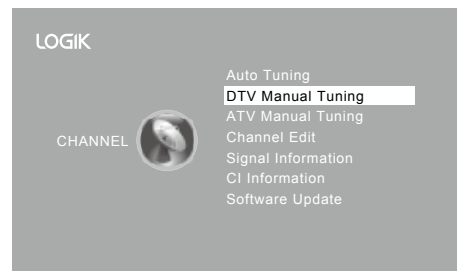 LOGIK
CHANNEL
Auto Tuning
DTV Manual Tuning
ATV Manual Tuning
Channel Edit
Signal Information
CI Information
Software Update